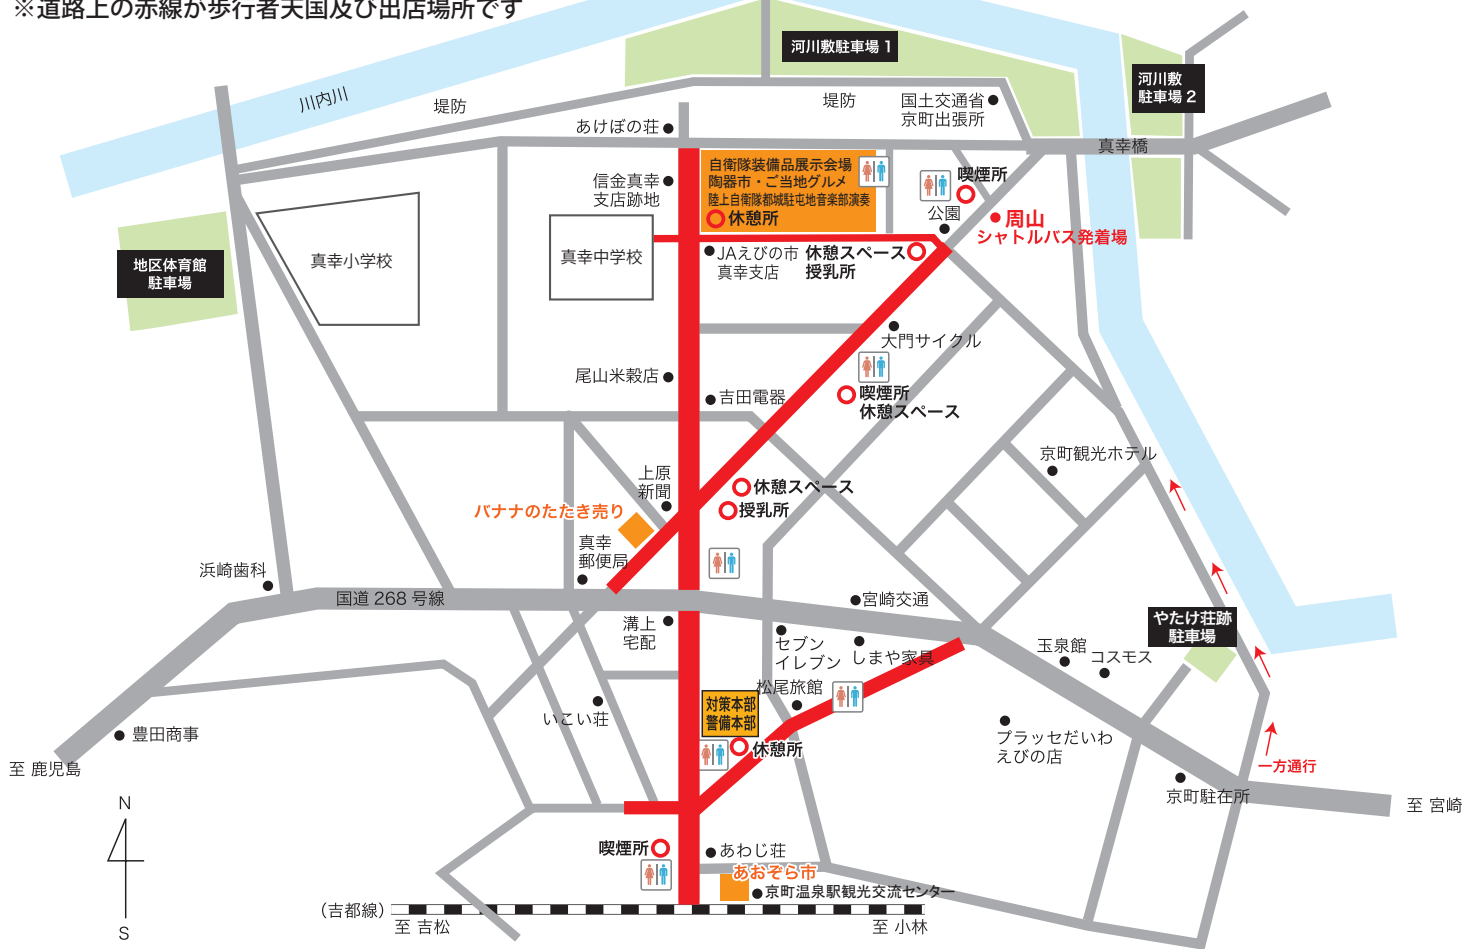 ※道路上の赤線が歩行者天国及び出店場所です
河川敷駐車場 1
河川敷
駐車場 2
川内川
堤防
堤防
国土交通省
京町出張所
あけぼの荘
真幸橋
自衛隊装備品展示会場
陶器市・ご当地グルメ
陸上自衛隊都城駐屯地音楽部演奏
休憩所
信金真幸
支店跡地
喫煙所
公園
周山
シャトルバス発着場
地区体育館
駐車場
真幸小学校
真幸中学校
JAえびの市
真幸支店
休憩スペース
授乳所
大門サイクル
尾山米穀店
吉田電器
喫煙所
休憩スペース
京町観光ホテル
上原
新聞
休憩スペース
授乳所
バナナのたたき売り
真幸
郵便局
浜崎歯科
国道 268 号線
宮崎交通
溝上
宅配
セブン
イレブン
しまや家具
やたけ荘跡
駐車場
玉泉館
コスモス
松尾旅館
対策本部
警備本部
休憩所
いこい荘
豊田商事
至 鹿児島
プラッセだいわ
えびの店
一方通行
京町駐在所
至 宮崎
N
S
喫煙所
あわじ荘
あおぞら市
京町温泉駅観光交流センター
（吉都線）
至 吉松
至 小林